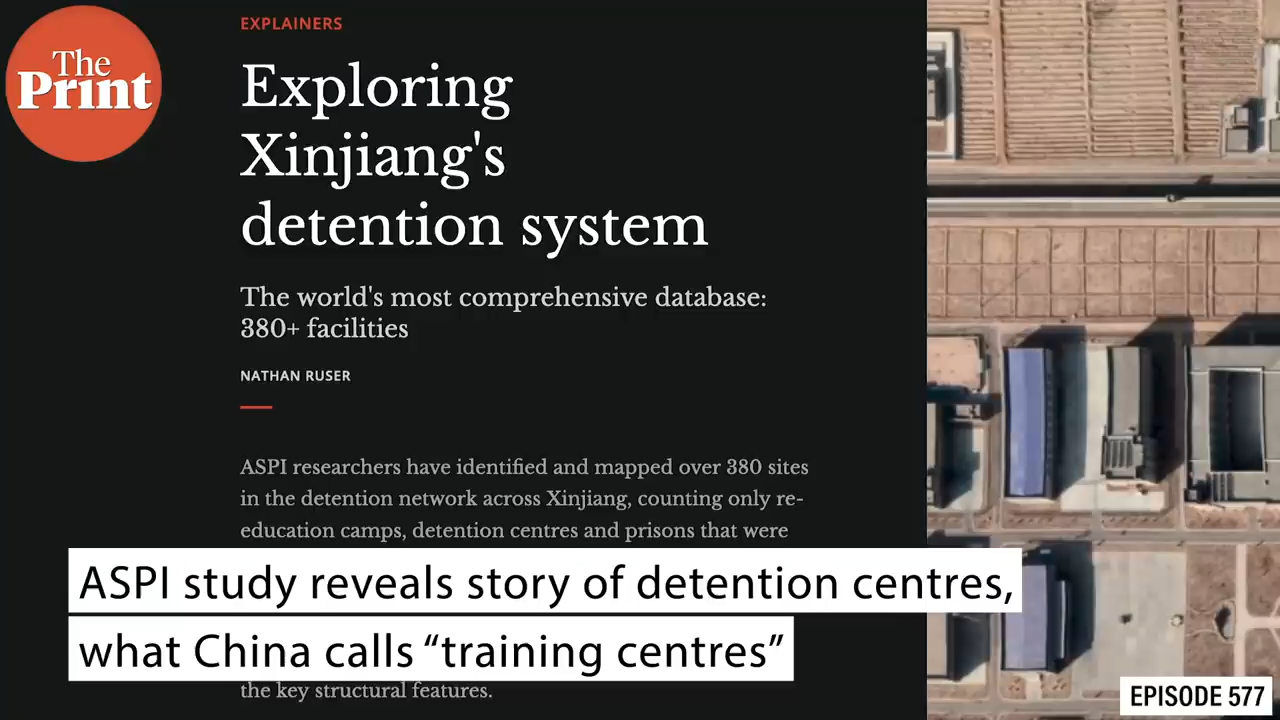 The
Print
EXPLAINERS
Exploring
Xinjiang's
detention system
The world's most comprehensive database:
380+ facilities
NATHAN RUSER
ASPI researchers have identified and mapped over 380 sites
in the detention network across Xinjiang, counting only re-
education camps, detention centres and prisons that were
ASPI study reveals story of detention centres,
what China calls “training centres”
the key structural features.
EPISODE 577